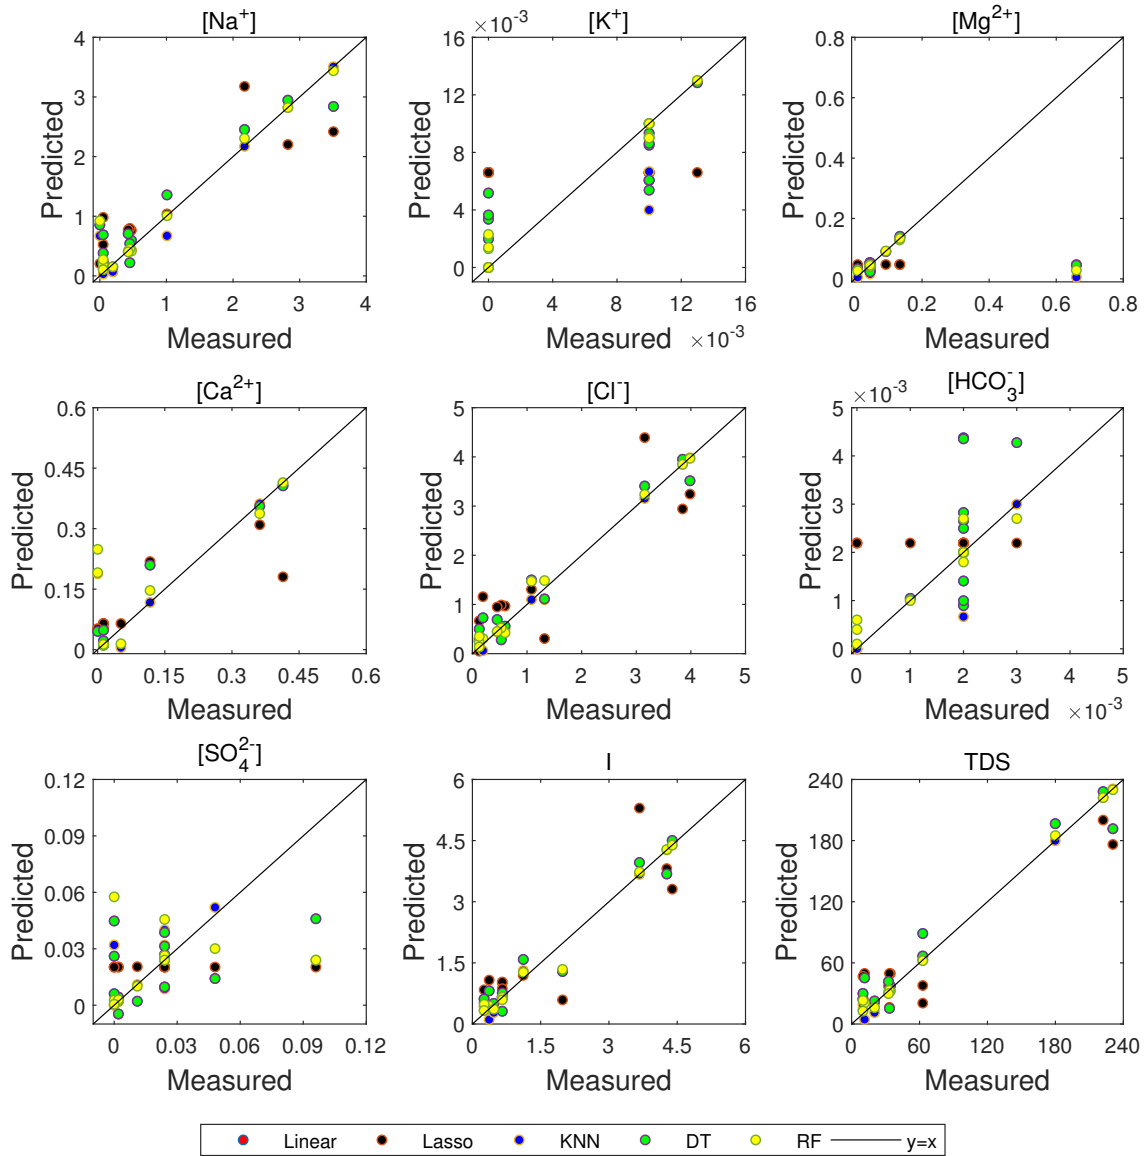 [Na⁺] [K⁺] [Mg²⁺]
×10⁻³
4 16 0.8
3 12 0.6
2 8 0.4
1 4 0.2
0 0 0
Predicted Predicted Predicted
0 1 2 3 4 0 4 8 12 16 0 0.2 0.4 0.6 0.8
Measured Measured ×10⁻³ Measured
[Ca²⁺] [Cl⁻] [HCO₃⁻]
×10⁻³
0.6 5 5
0.45 4 4
0.3 3 3
0.15 2 2
0 1 1
0 0
Predicted Predicted Predicted
0 0.15 0.3 0.45 0.6 0 1 2 3 4 5 0 1 2 3 4 5
Measured Measured Measured ×10⁻³
[SO₄²⁻] I TDS
0.12 6 240
0.09 4.5 180
0.06 3 120
0.03 1.5 60
0 0 0
Predicted Predicted Predicted
0 0.03 0.06 0.09 0.12 0 1.5 3 4.5 6 0 60 120 180 240
Measured Measured Measured
Linear Lasso KNN DT RF y=x